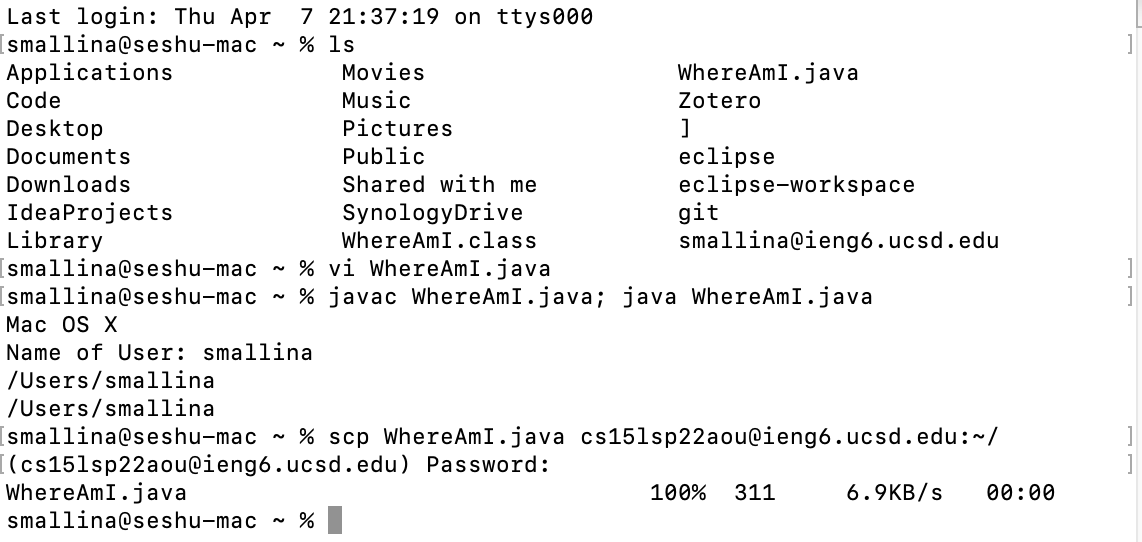 Last login: Thu Apr  7 21:37:19 on ttys000
[smallina@seshu-mac ~ % ls ]
Applications            Movies                  WhereAmI.java
Code                    Music                   Zotero
Desktop                 Pictures                ]
Documents               Public                  eclipse
Downloads               Shared with me          eclipse-workspace
IdeaProjects            SynologyDrive           git
Library                 WhereAmI.class          smallina@ieng6.ucsd.edu
[smallina@seshu-mac ~ % vi WhereAmI.java ]
[smallina@seshu-mac ~ % javac WhereAmI.java; java WhereAmI.java ]
Mac OS X
Name of User: smallina
/Users/smallina
/Users/smallina
[smallina@seshu-mac ~ % scp WhereAmI.java cs15lsp22aou@ieng6.ucsd.edu:~/ ]
[(cs15lsp22aou@ieng6.ucsd.edu) Password: ]
WhereAmI.java                                 100%  311     6.9KB/s   00:00
smallina@seshu-mac ~ %